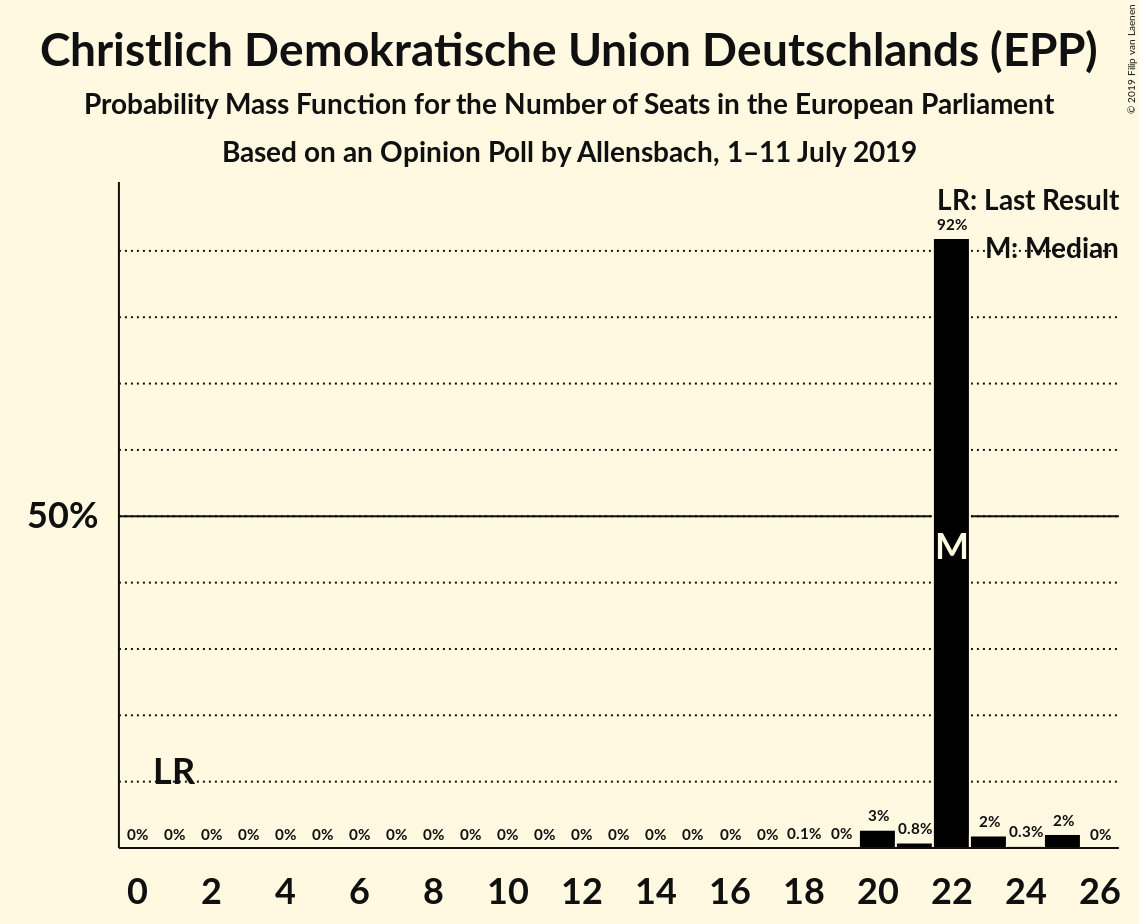 Christlich Demokratische Union Deutschlands (EPP)
Probability Mass Function for the Number of Seats in the European Parliament
Based on an Opinion Poll by Allensbach, 1–11 July 2019
© 2019 Filip van Laenen
LR: Last Result
92%
M: Median
50%
M
LR
0% 0% 0% 0% 0% 0% 0% 0% 0% 0% 0% 0% 0% 0% 0% 0% 0% 0% 0.1% 0% 3% 0.8% 2% 0.3% 2% 0%
0 2 4 6 8 10 12 14 16 18 20 22 24 26